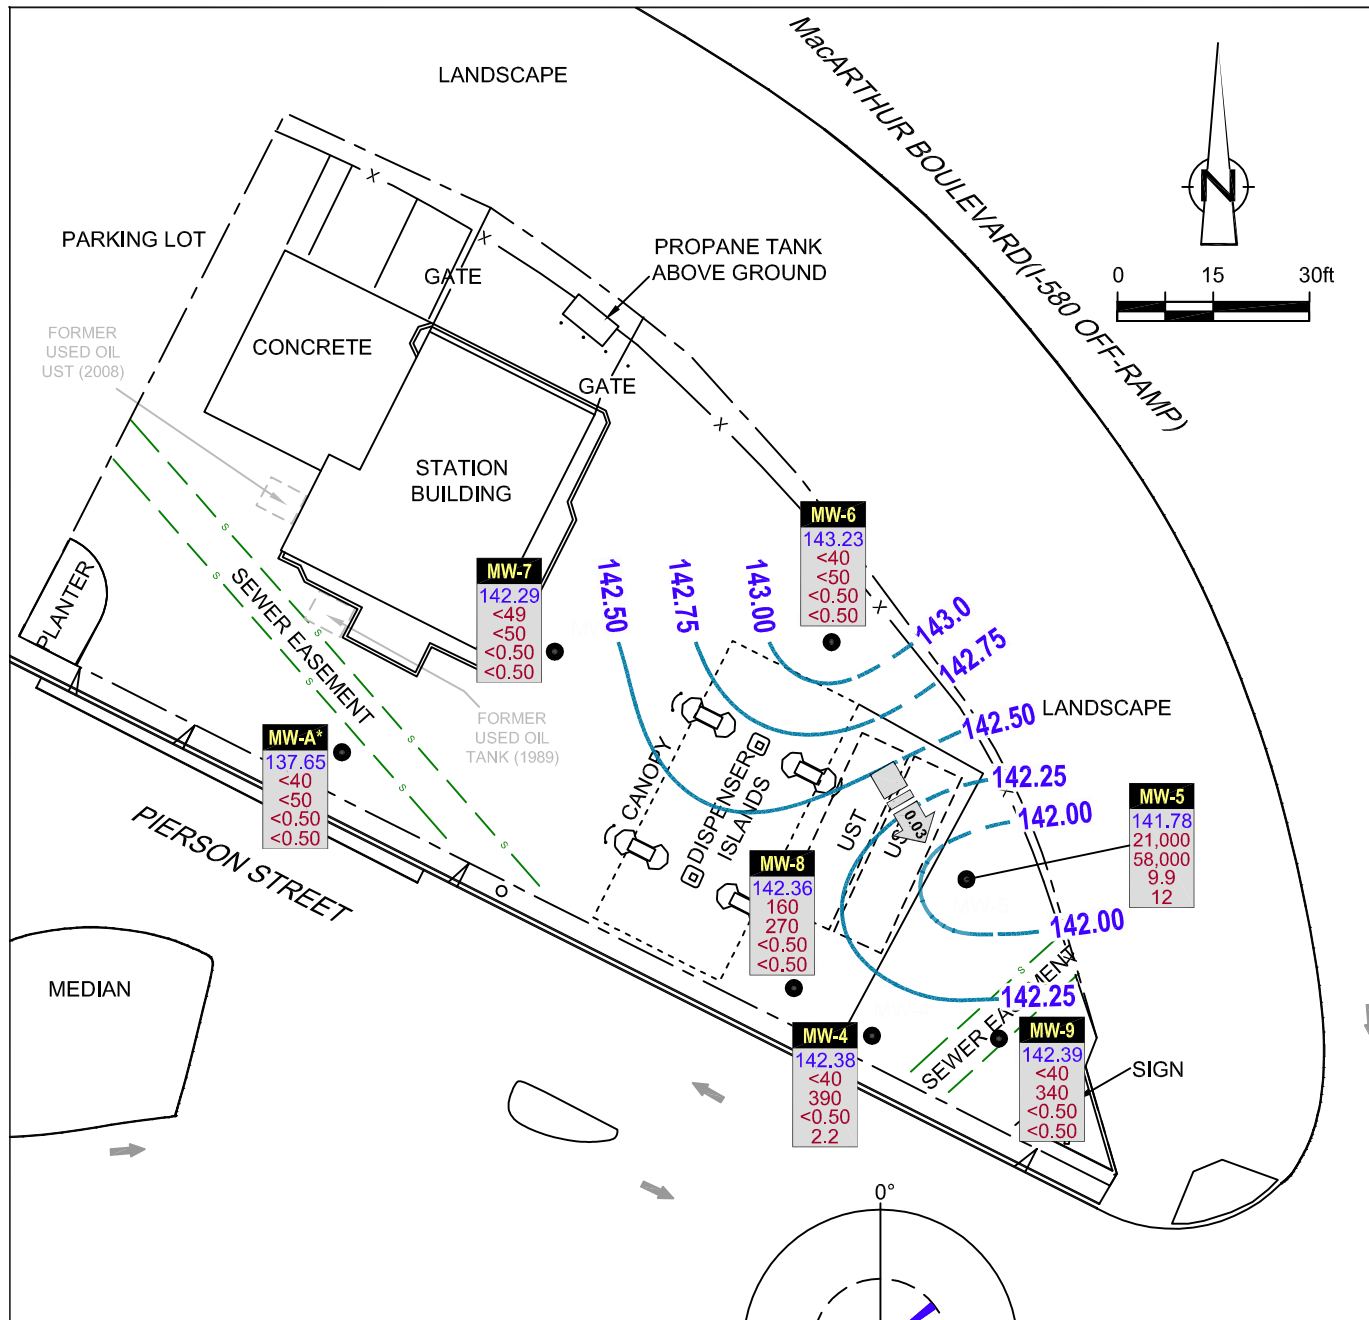 LANDSCAPE
MacARTHUR BOULEVARD(I-580 OFF-RAMP)
N
0 15 30ft
PARKING LOT
PROPANE TANK
ABOVE GROUND
X
X
GATE
FORMER
USED OIL
UST (2008)
CONCRETE
GATE
X
STATION
BUILDING
MW-6
143.23
<40
<50
<0.50
<0.50
X
MW-7
142.29
<49
<50
<0.50
<0.50
142.50
142.75
143.00
143.0
142.75
142.50
142.25
142.00
142.00
142.25
PLANTER
S
S
SEWER EASEMENT
S
S
S
S
FORMER
USED OIL
TANK (1989)
LANDSCAPE
MW-A*
137.65
<40
<50
<0.50
<0.50
CANOPY
DISPENSER
ISLANDS
UST
0.03
MW-5
141.78
21,000
58,000
9.9
12
PIERSON STREET
MW-8
142.36
160
270
<0.50
<0.50
MEDIAN
S
S
SEWER EASEMENT
MW-4
142.38
<40
390
<0.50
2.2
MW-9
142.39
<40
340
<0.50
<0.50
SIGN
0°